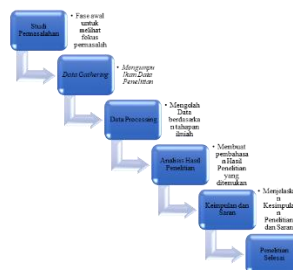 Studi
Permasalahan
• Fase awal
untuk
melihat
fokus
permasalah
Data Gathering
• Mengumpu
lkan Data
Penelitian
Data Processing
• Mengolah
Data
berdasarka
n tahapan
ilmiah
Analisis Hasil
Penelitian
• Membuat
pembahasa
n Hasil
Penelitian
yang
ditemukan
Kesimpulan dan
Saran
• Menjelaska
n
Kesimpula
n
Penelitian
dan Saran
Penelitian
Selesai